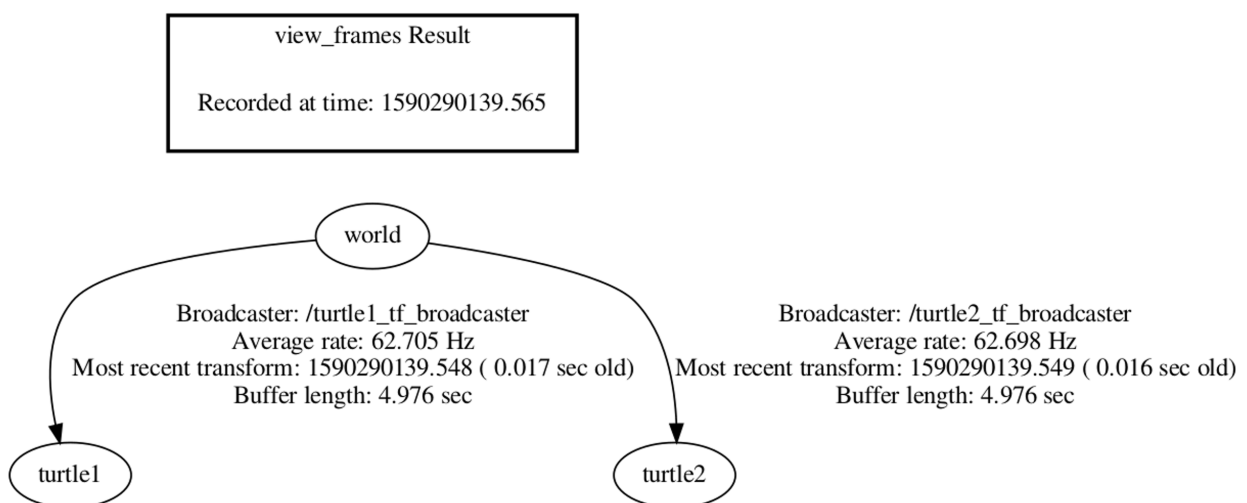 view_frames Result
Recorded at time: 1590290139.565
world
Broadcaster: /turtle1_tf_broadcaster
Average rate: 62.705 Hz
Most recent transform: 1590290139.548 ( 0.017 sec old)
Buffer length: 4.976 sec
Broadcaster: /turtle2_tf_broadcaster
Average rate: 62.698 Hz
Most recent transform: 1590290139.549 ( 0.016 sec old)
Buffer length: 4.976 sec
turtle1
turtle2